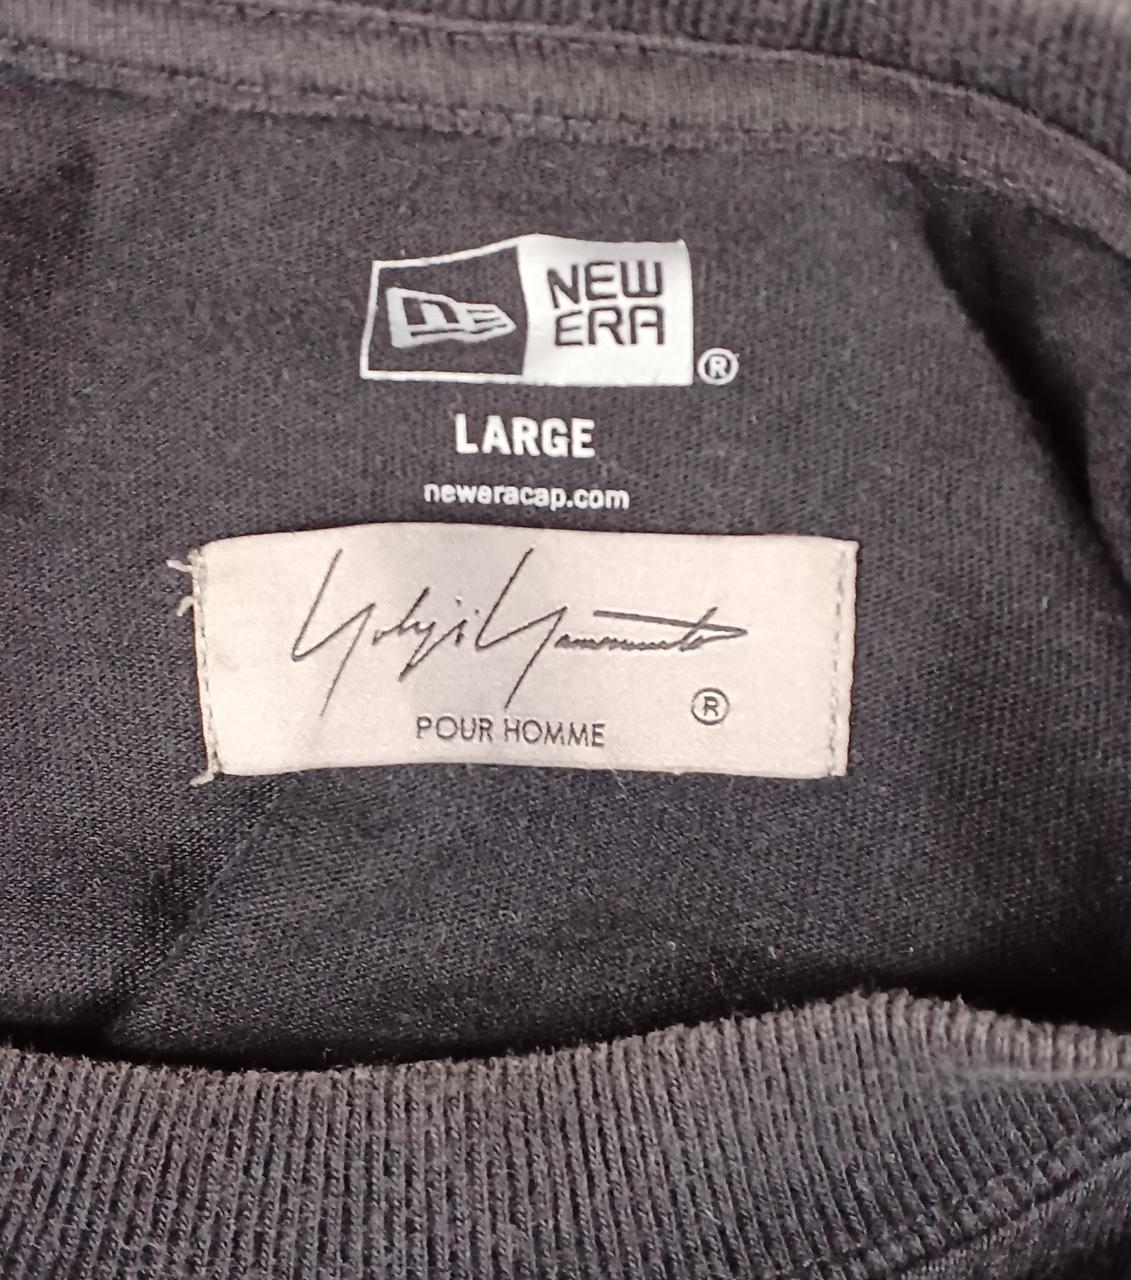 NEW
ERA
®
LARGE
neweracap.com
Yohji Yamamoto
®
POUR HOMME